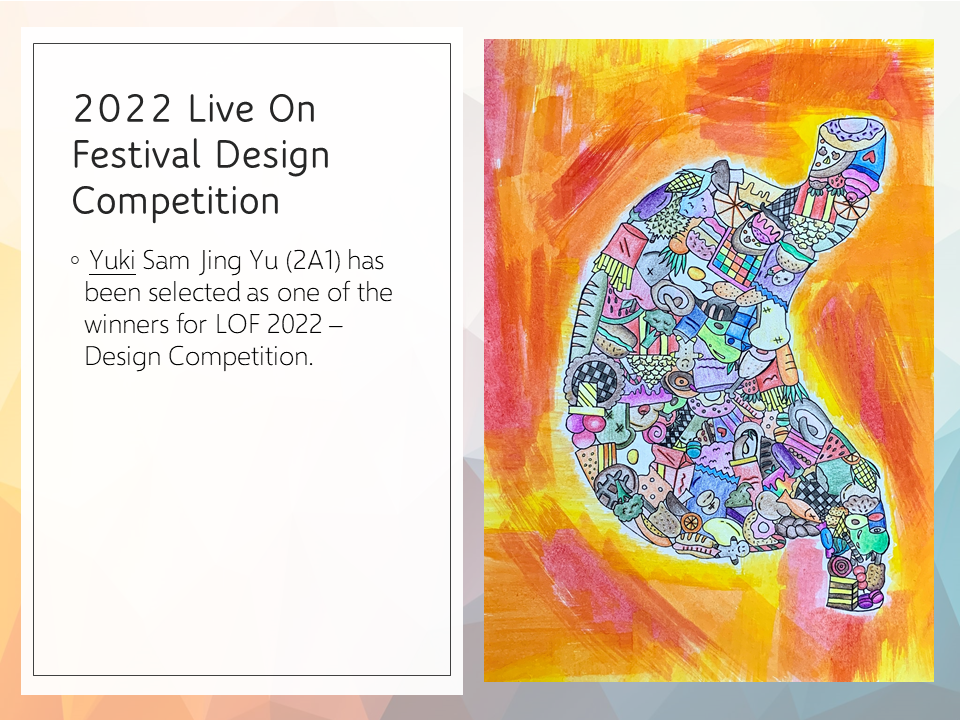 2022 Live On
Festival Design
Competition
Yuki Sam Jing Yu (2A1) has
been selected as one of the
winners for LOF 2022 –
Design Competition.